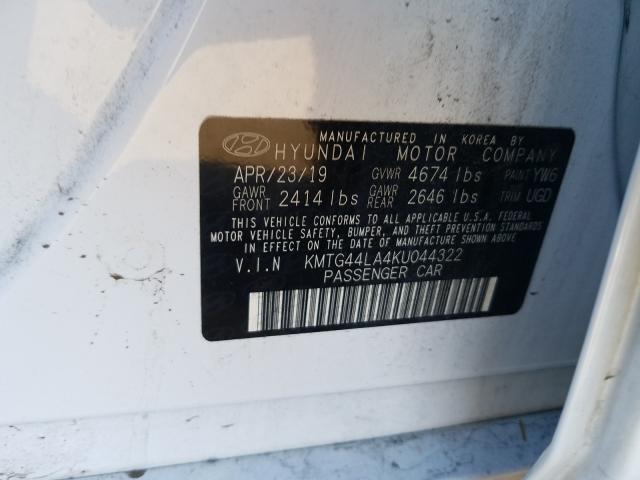 MANUFACTURED IN KOREA BY
HYUNDAI MOTOR COMPANY
APR/23/19 GVWR 4674 lbs PAINT YW6
GAWR FRONT 2414 lbs GAWR REAR 2646 lbs TRIM UGD
THIS VEHICLE CONFORMS TO ALL APPLICABLE U.S.A. FEDERAL
MOTOR VEHICLE SAFETY, BUMPER, AND THEFT PREVENTION STANDARDS
IN EFFECT ON THE DATE OF MANUFACTURE SHOWN ABOVE.
V.I.N KMTG44LA4KU044322
PASSENGER CAR